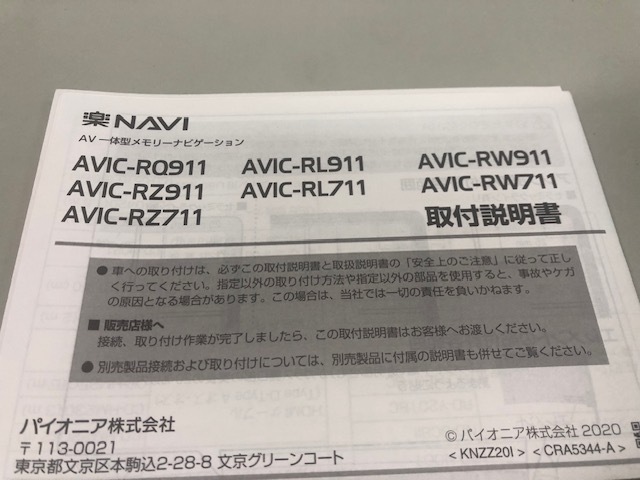 楽NAVI
AV一体型メモリーナビゲーション
AVIC-RQ911 AVIC-RL911 AVIC-RW911
AVIC-RZ911 AVIC-RL711 AVIC-RW711
AVIC-RZ711 取付説明書
● 車への取り付けは、必ずこの取付説明書と取扱説明書の「安全上のご注意」に従って正し
く行ってください。指定以外の取り付け方法や指定以外の部品を使用すると、事故やケガ
の原因となる場合があります。この場合は、当社では一切の責任を負いかねます。
■ 販売店様へ
接続、取り付け作業が完了しましたら、この取付説明書はお客様へお渡しください。
● 別売製品接続および取り付けについては、別売製品に付属の説明書も併せてご覧ください。
パイオニア株式会社
〒113-0021
東京都文京区本駒込2-28-8 文京グリーンコート
© パイオニア株式会社 2020
< KNZZ20I > < CRA5344-A >